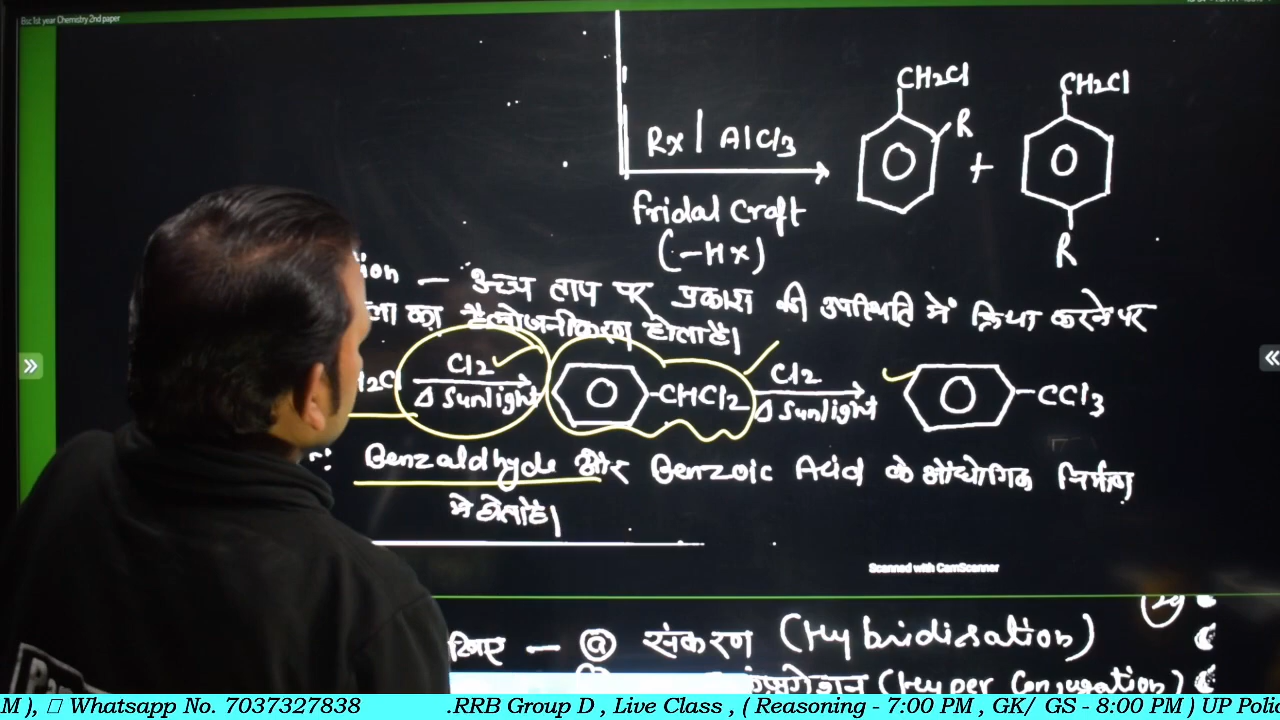 Bsc 1st year Chemistry 2nd paper
CH2Cl CH2Cl
Rx | AlCl3 R
+
Fridal Craft
(-Hx) R
ion — उच्च ताप पर प्रकाश की उपस्थिति में क्रिया करने पर
ला का हैलोजनीकरण होता है।
H2Cl Cl2 Δ Sunlight CHCl2 Cl2 Δ Sunlight CCl3
Benzaldhyde और Benzoic Acid के औधोगिक निर्माण
मे होता है।
Scanned with CamScanner
खिए — @ संकरण (Hybridisation)
(Hyper Conjugation)
Pa
M ), Whatsapp No. 7037327838 .RRB Group D , Live Class , ( Reasoning - 7:00 PM , GK/ GS - 8:00 PM ) UP Polic